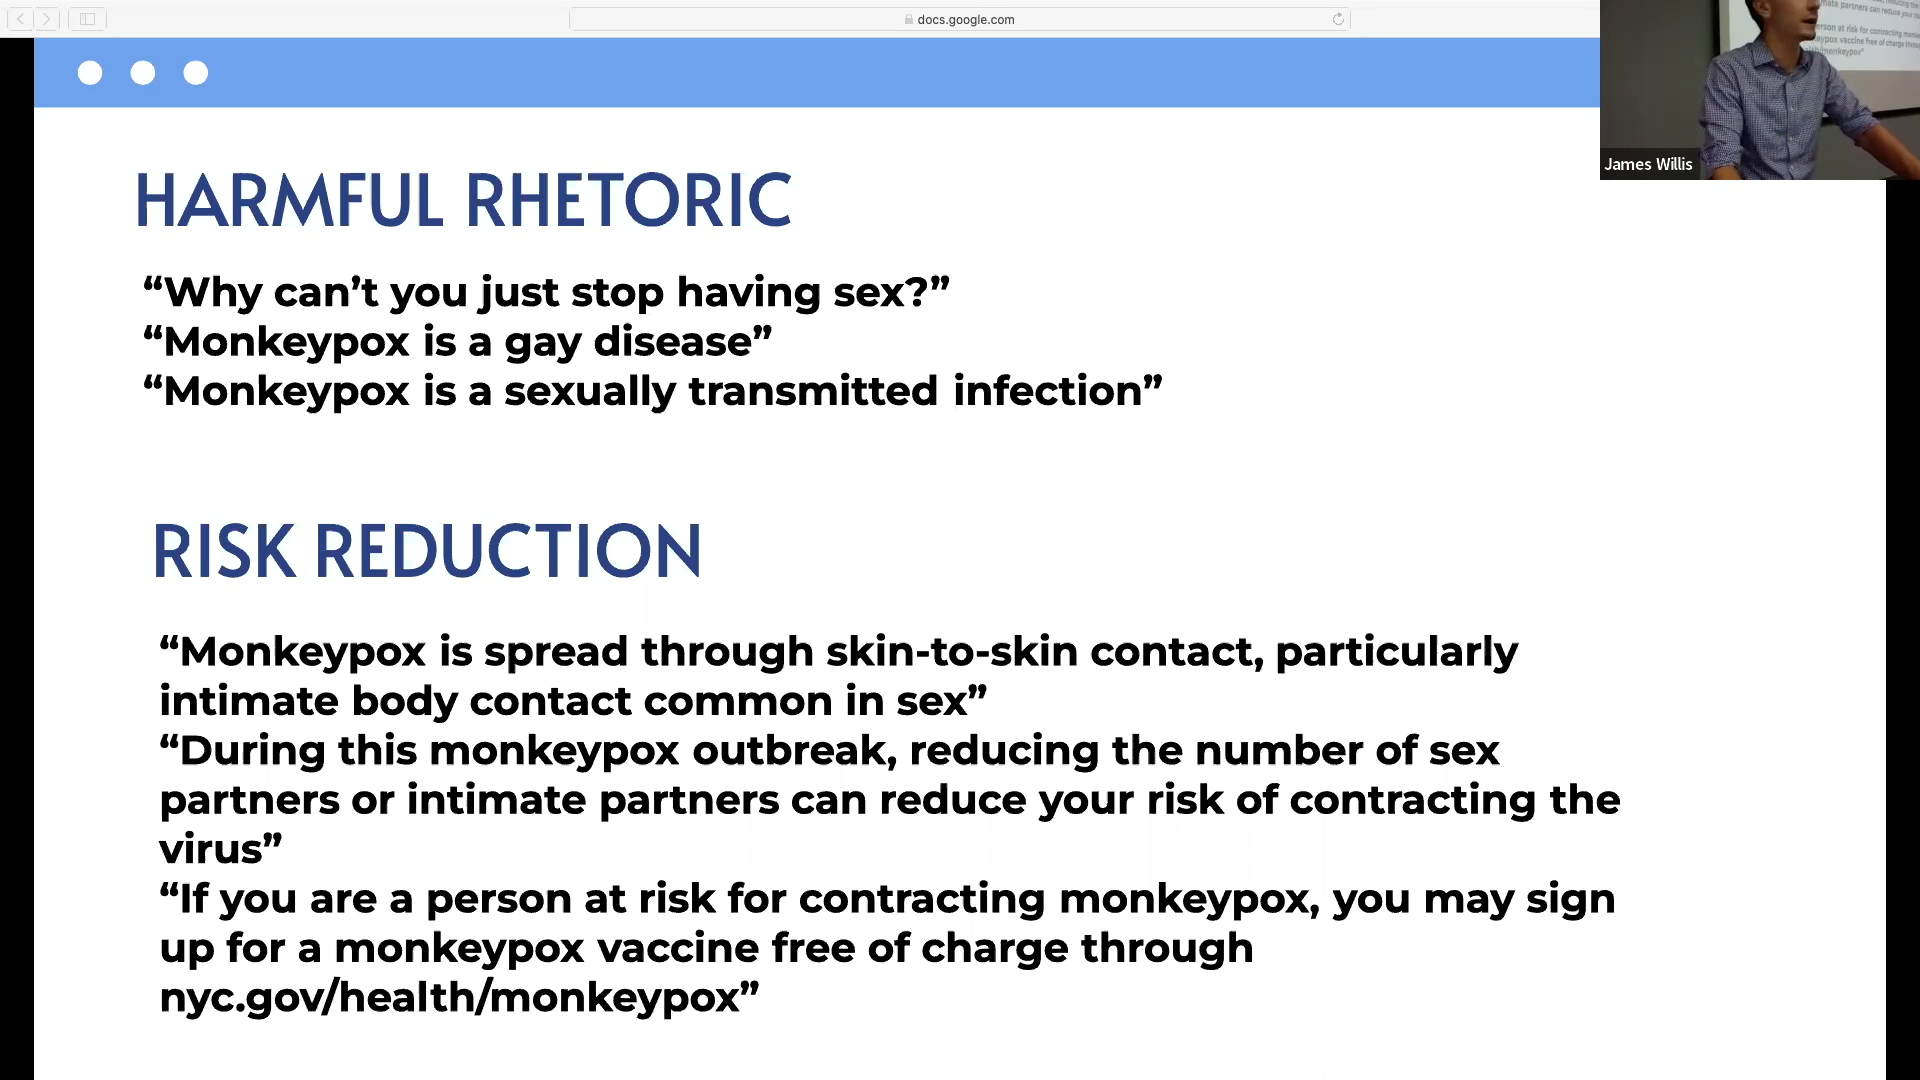 docs.google.com
HARMFUL RHETORIC
“Why can’t you just stop having sex?”
“Monkeypox is a gay disease”
“Monkeypox is a sexually transmitted infection”
RISK REDUCTION
“Monkeypox is spread through skin-to-skin contact, particularly
intimate body contact common in sex”
“During this monkeypox outbreak, reducing the number of sex
partners or intimate partners can reduce your risk of contracting the
virus”
“If you are a person at risk for contracting monkeypox, you may sign
up for a monkeypox vaccine free of charge through
nyc.gov/health/monkeypox”
James Willis